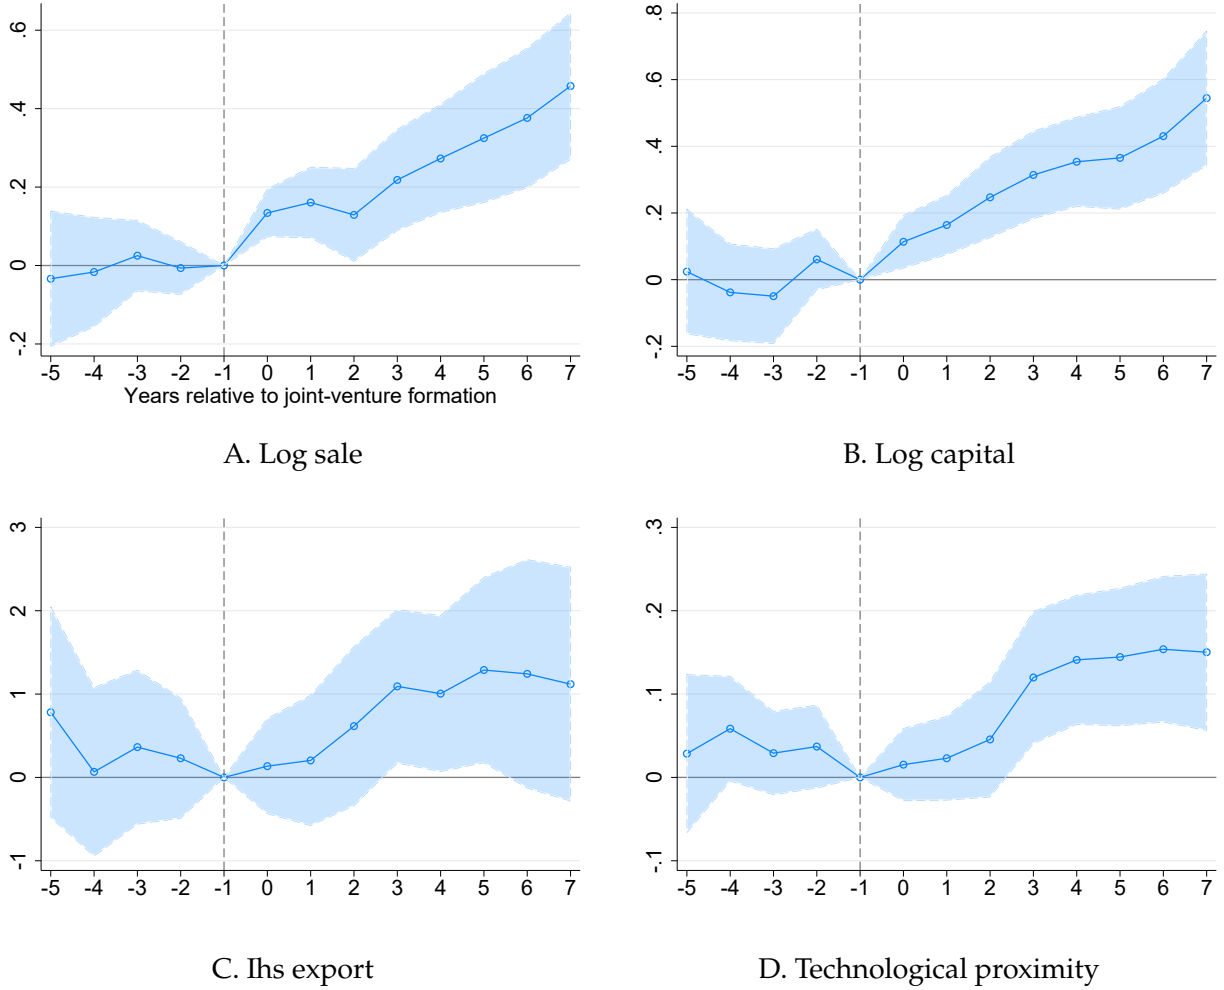 .6
.4
.2
0
-.2
-5 -4 -3 -2 -1 0 1 2 3 4 5 6 7
Years relative to joint-venture formation
A. Log sale
.8
.6
.4
.2
0
-.2
-5 -4 -3 -2 -1 0 1 2 3 4 5 6 7
B. Log capital
3
2
1
0
-1
-5 -4 -3 -2 -1 0 1 2 3 4 5 6 7
C. Ihs export
.3
.2
.1
0
-.1
-5 -4 -3 -2 -1 0 1 2 3 4 5 6 7
D. Technological proximity